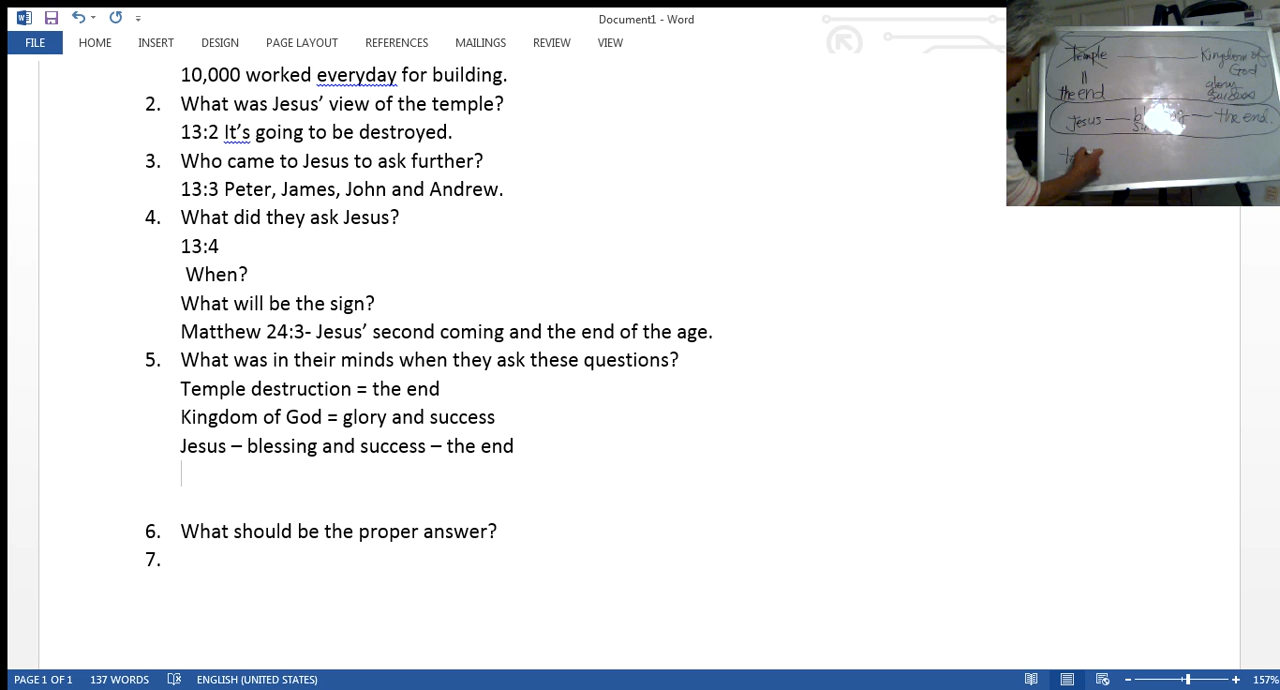 Document1 - Word
FILE HOME INSERT DESIGN PAGE LAYOUT REFERENCES MAILINGS REVIEW VIEW
10,000 worked everyday for building.
2. What was Jesus’ view of the temple?
13:2 It’s going to be destroyed.
3. Who came to Jesus to ask further?
13:3 Peter, James, John and Andrew.
4. What did they ask Jesus?
13:4
When?
What will be the sign?
Matthew 24:3- Jesus’ second coming and the end of the age.
5. What was in their minds when they ask these questions?
Temple destruction = the end
Kingdom of God = glory and success
Jesus – blessing and success – the end
6. What should be the proper answer?
7.
Temple Kingdom of
God
the end glory
success
Jesus the end.
PAGE 1 OF 1 137 WORDS ENGLISH (UNITED STATES) 157%